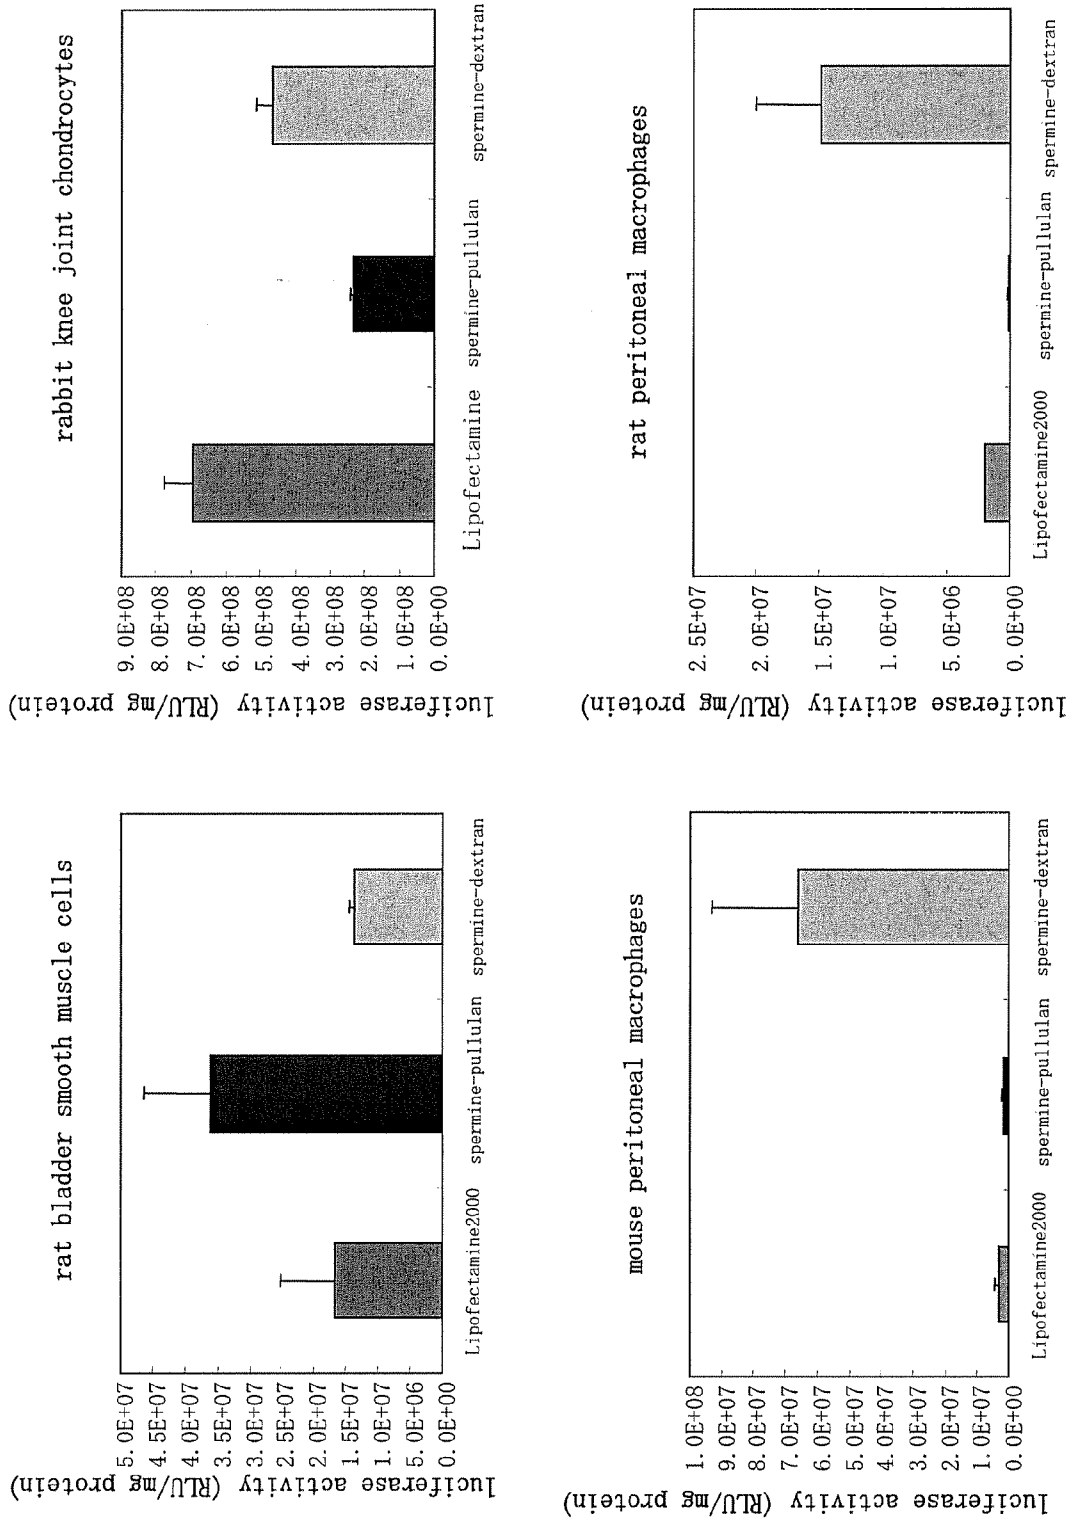 rat bladder smooth muscle cells
luciferase activity (RLU/mg protein)
5.0E+07
4.5E+07
4.0E+07
3.5E+07
3.0E+07
2.5E+07
2.0E+07
1.5E+07
1.0E+07
5.0E+06
0.0E+00
Lipofectamine2000 spermine-pullulan spermine-dextran
rabbit knee joint chondrocytes
luciferase activity (RLU/mg protein)
9.0E+08
8.0E+08
7.0E+08
6.0E+08
5.0E+08
4.0E+08
3.0E+08
2.0E+08
1.0E+08
0.0E+00
Lipofectamine spermine-pullulan spermine-dextran
mouse peritoneal macrophages
luciferase activity (RLU/mg protein)
1.0E+08
9.0E+07
8.0E+07
7.0E+07
6.0E+07
5.0E+07
4.0E+07
3.0E+07
2.0E+07
1.0E+07
0.0E+00
Lipofectamine2000 spermine-pullulan spermine-dextran
rat peritoneal macrophages
luciferase activity (RLU/mg protein)
2.5E+07
2.0E+07
1.5E+07
1.0E+07
5.0E+06
0.0E+00
Lipofectamine2000 spermine-pullulan spermine-dextran